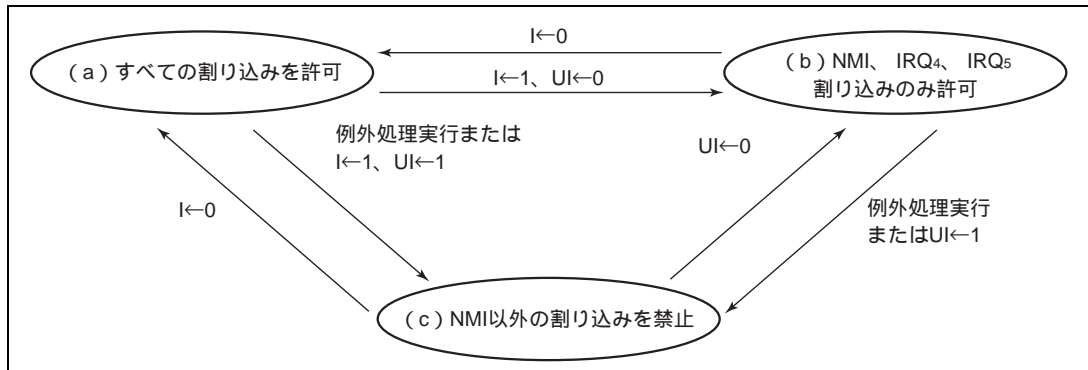 I←0
(a)すべての割り込みを許可
(b)NMI、 IRQ4、 IRQ5
割り込みのみ許可
I←1、UI←0
例外処理実行または
I←1、UI←1
UI←0
I←0
例外処理実行
またはUI←1
(c)NMI以外の割り込みを禁止